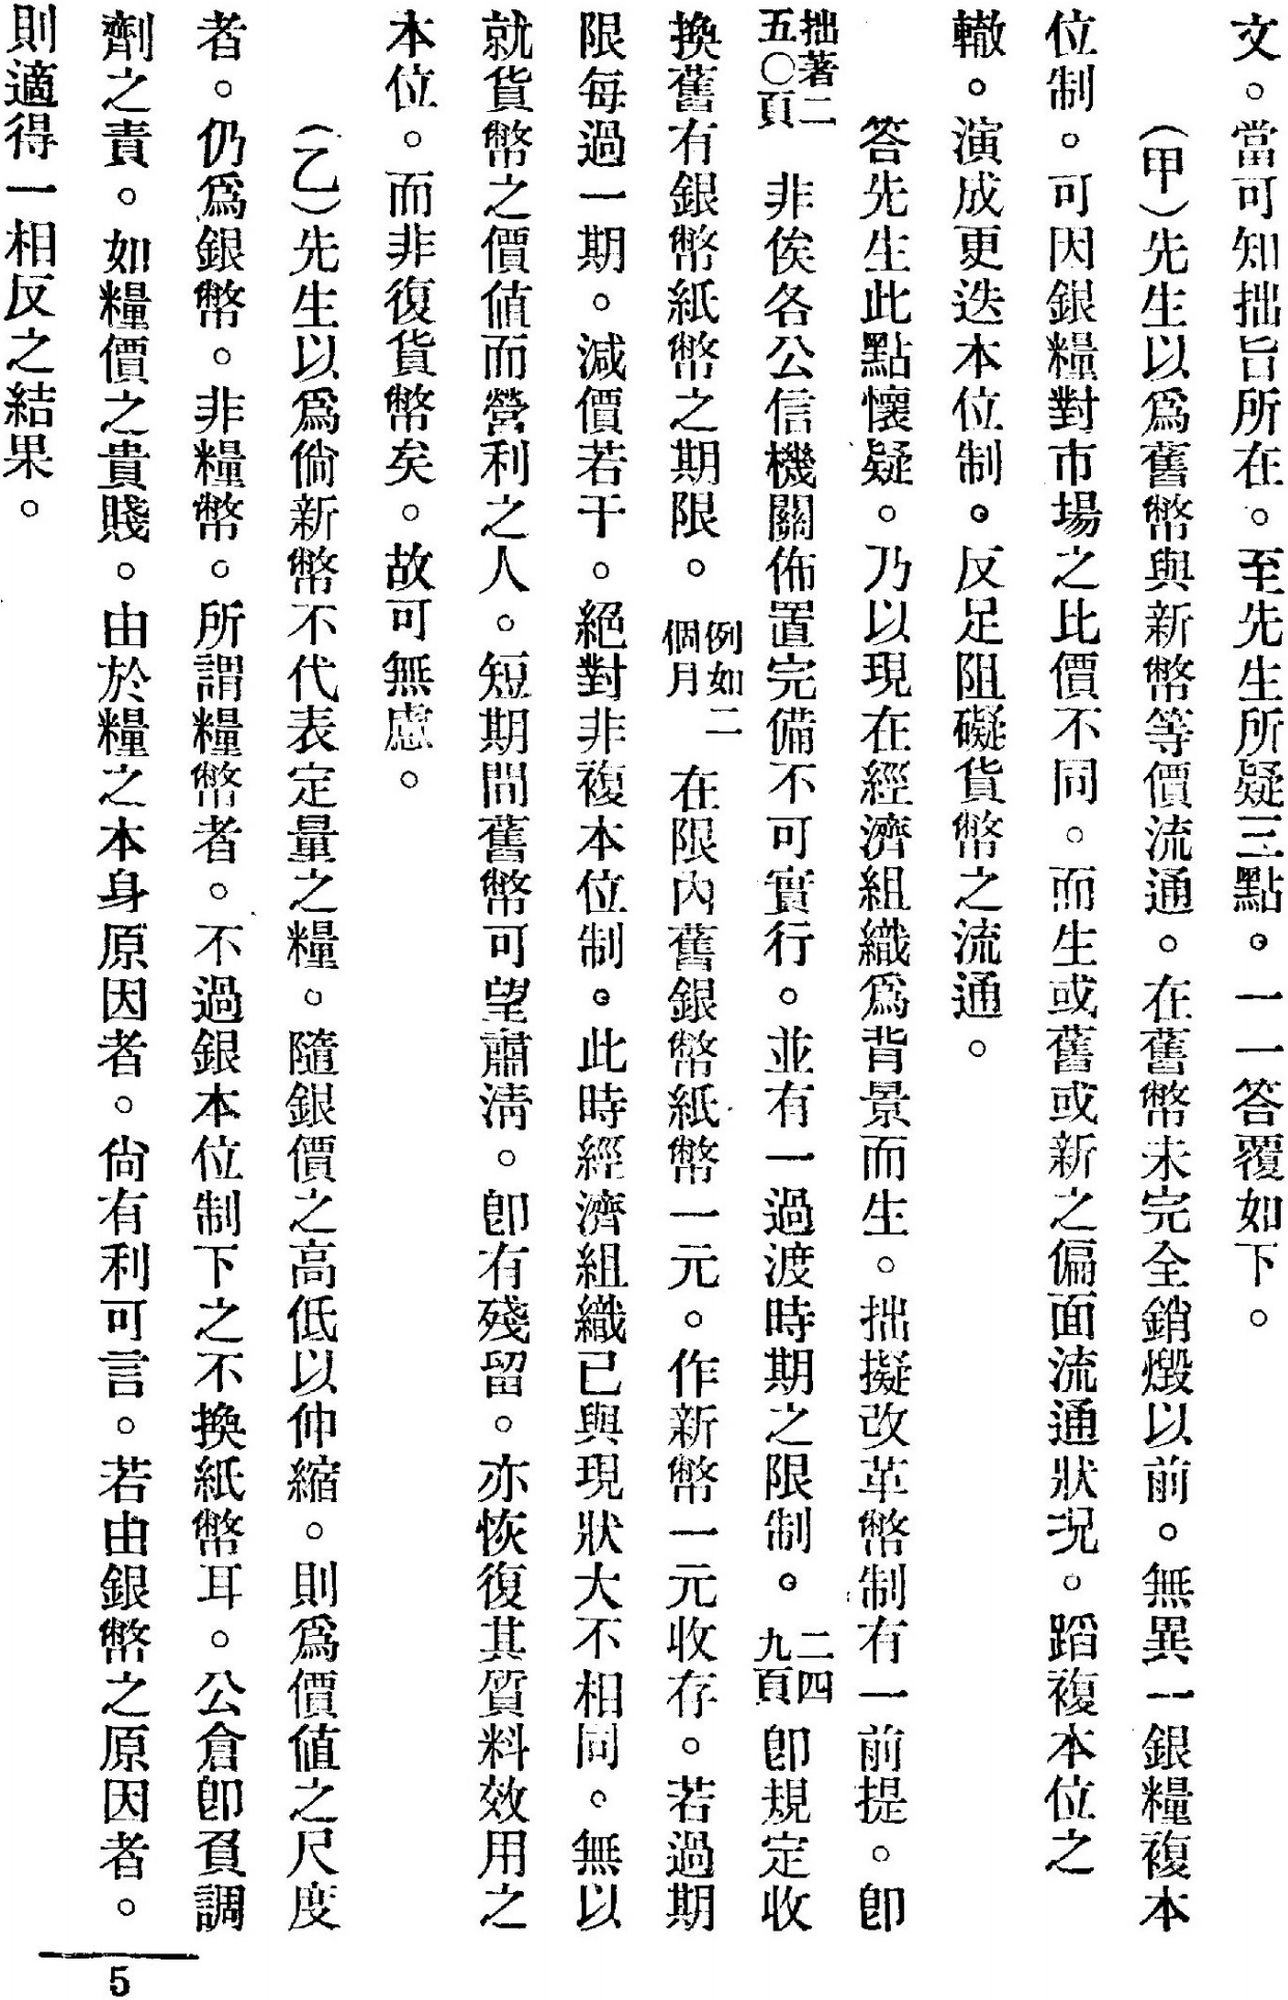 文。當可知拙旨所在。至先生所疑三點。一一答覆如下。
（甲）先生以爲舊幣與新幣等價流通。在舊幣未完全銷燬以前。無異一銀糧複本
位制。可因銀糧對市場之比價不同。而生或舊或新之偏面流通狀況。蹈複本位之
轍。演成更迭本位制。反足阻礙貨幣之流通。
答先生此點懷疑。乃以現在經濟組織爲背景而生。拙擬改革幣制有一前提。卽
拙著二五〇頁 非俟各公信機關佈置完備不可實行。並有一過渡時期之限制。二四九頁 卽規定收
換舊有銀幣紙幣之期限。例如二個月 在限內舊銀幣紙幣一元。作新幣一元收存。若過期
限每過一期。減價若干。絕對非複本位制。此時經濟組織已與現狀大不相同。無以
就貨幣之價値而營利之人。短期間舊幣可望肅淸。卽有殘留。亦恢復其質料效用之
本位。而非復貨幣矣。故可無慮。
（乙）先生以爲倘新幣不代表定量之糧。隨銀價之高低以伸縮。則爲價値之尺度
者。仍爲銀幣。非糧幣。所謂糧幣者。不過銀本位制下之不換紙幣耳。公倉卽負調
劑之責。如糧價之貴賤。由於糧之本身原因者。尙有利可言。若由銀幣之原因者。
則適得一相反之結果。
5